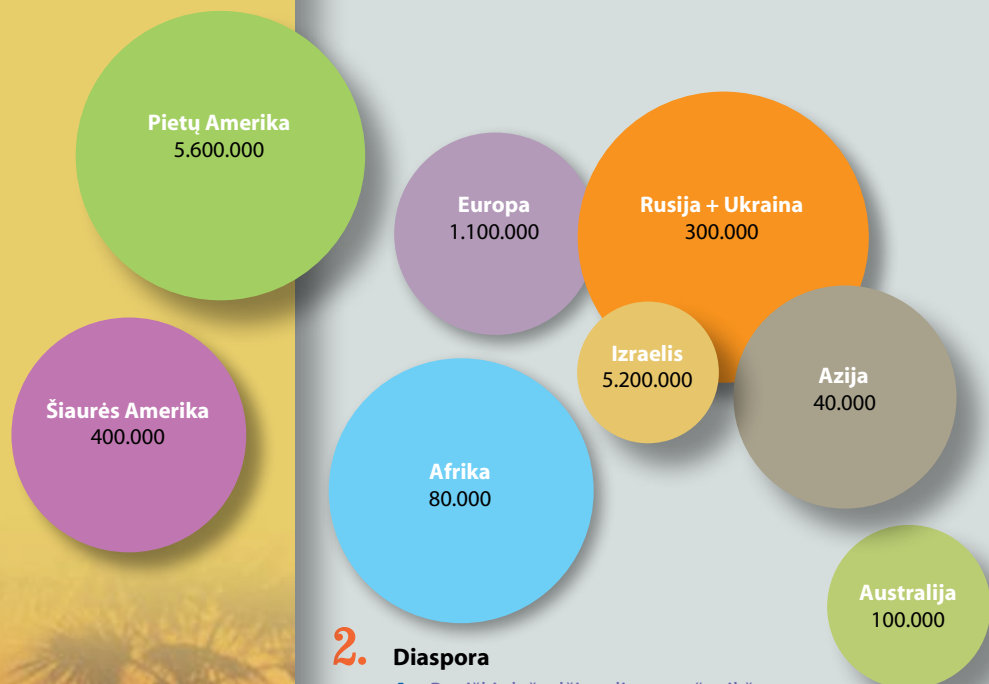 Pietų Amerika
5.600.000
Europa
1.100.000
Rusija + Ukraina
300.000
Izraelis
5.200.000
Azija
40.000
Šiaurės Amerika
400.000
Afrika
80.000
Australija
100.000
2. Diaspora